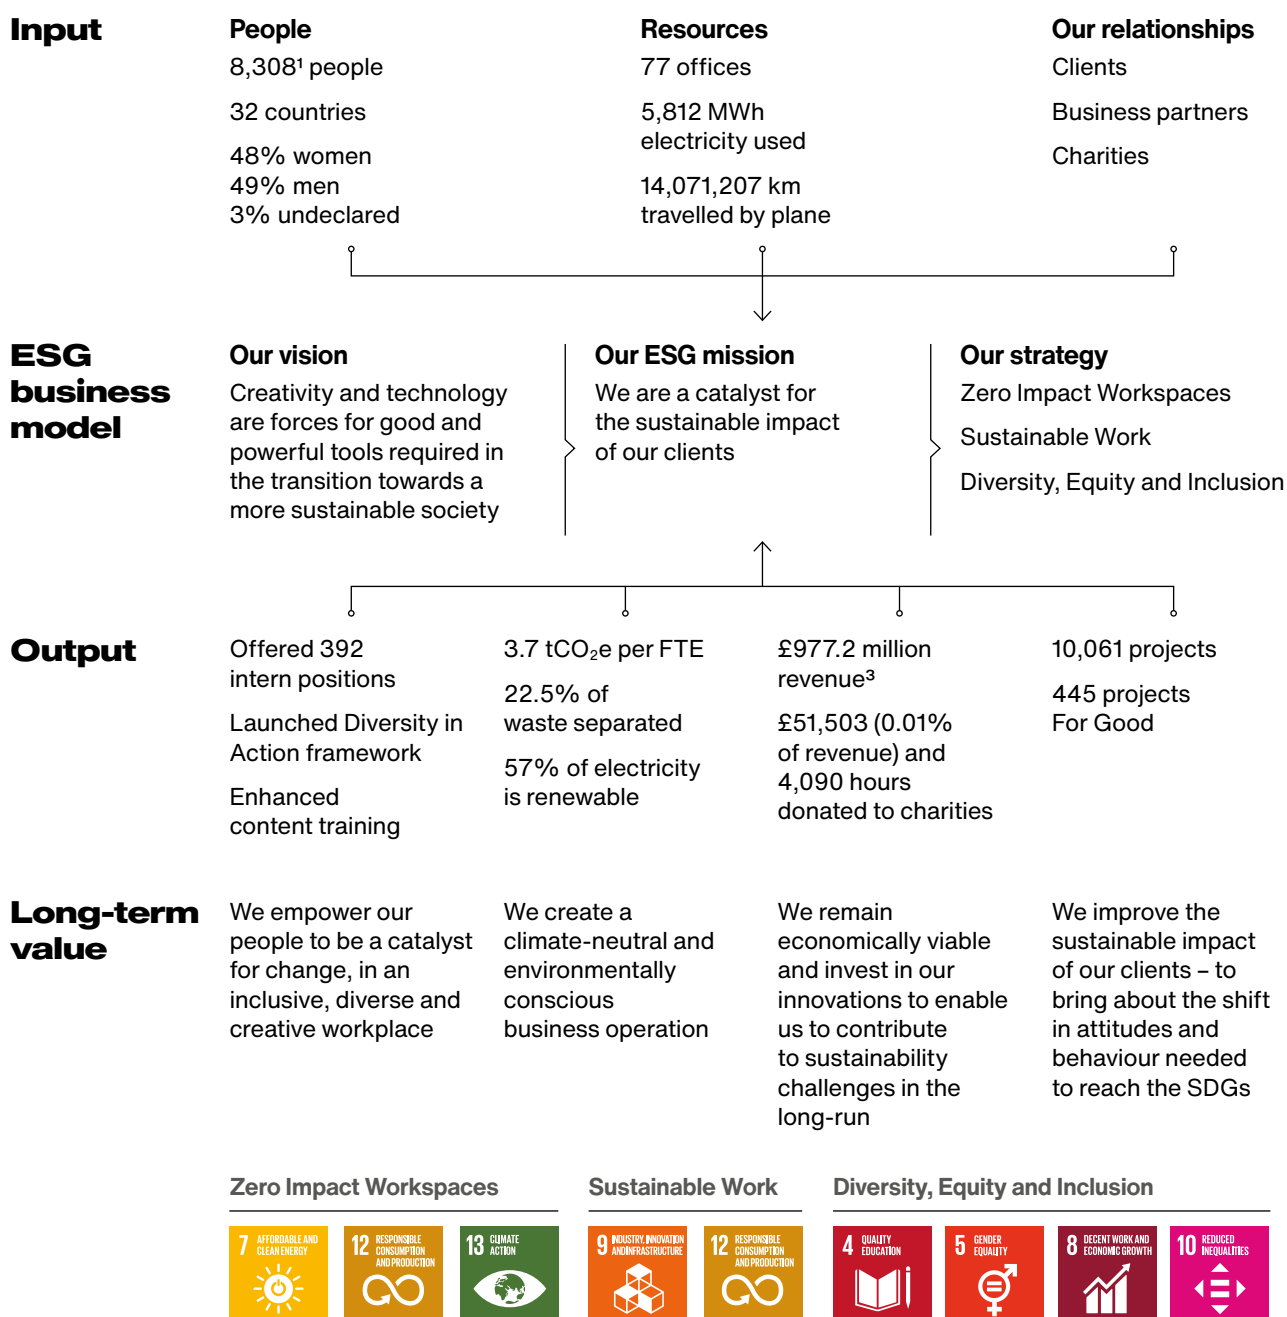 Input
People
8,308¹ people
32 countries
48% women
49% men
3% undeclared
Resources
77 offices
5,812 MWh
electricity used
14,071,207 km
travelled by plane
Our relationships
Clients
Business partners
Charities
ESG
business
model
Our vision
Creativity and technology
are forces for good and
powerful tools required in
the transition towards a
more sustainable society
Our ESG mission
We are a catalyst for
the sustainable impact
of our clients
Our strategy
Zero Impact Workspaces
Sustainable Work
Diversity, Equity and Inclusion
Output
Offered 392
intern positions
Launched Diversity in
Action framework
Enhanced
content training
3.7 tCO₂e per FTE
22.5% of
waste separated
57% of electricity
is renewable
£977.2 million
revenue³
£51,503 (0.01%
of revenue) and
4,090 hours
donated to charities
10,061 projects
445 projects
For Good
Long-term
value
We empower our
people to be a catalyst
for change, in an
inclusive, diverse and
creative workplace
We create a
climate-neutral and
environmentally
conscious
business operation
We remain
economically viable
and invest in our
innovations to enable
us to contribute
to sustainability
challenges in the
long-run
We improve the
sustainable impact
of our clients – to
bring about the shift
in attitudes and
behaviour needed
to reach the SDGs
Zero Impact Workspaces
7 AFFORDABLE AND
CLEAN ENERGY
12 RESPONSIBLE
CONSUMPTION
AND PRODUCTION
13 CLIMATE
ACTION
Sustainable Work
9 INDUSTRY, INNOVATION
AND INFRASTRUCTURE
12 RESPONSIBLE
CONSUMPTION
AND PRODUCTION
Diversity, Equity and Inclusion
4 QUALITY
EDUCATION
5 GENDER
EQUALITY
8 DECENT WORK AND
ECONOMIC GROWTH
10 REDUCED
INEQUALITIES